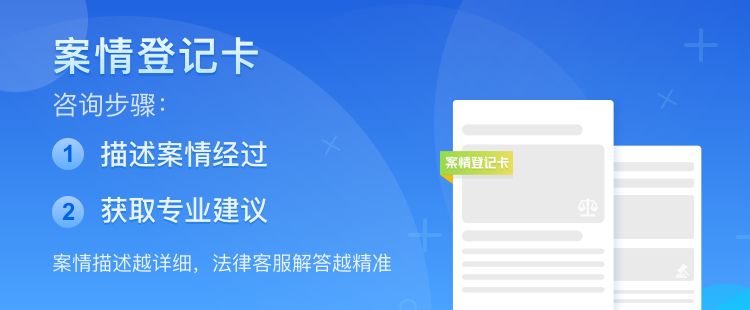 案情登记卡
咨询步骤：
1 描述案情经过
2 获取专业建议
案情描述越详细，法律客服解答越精准
案情登记卡